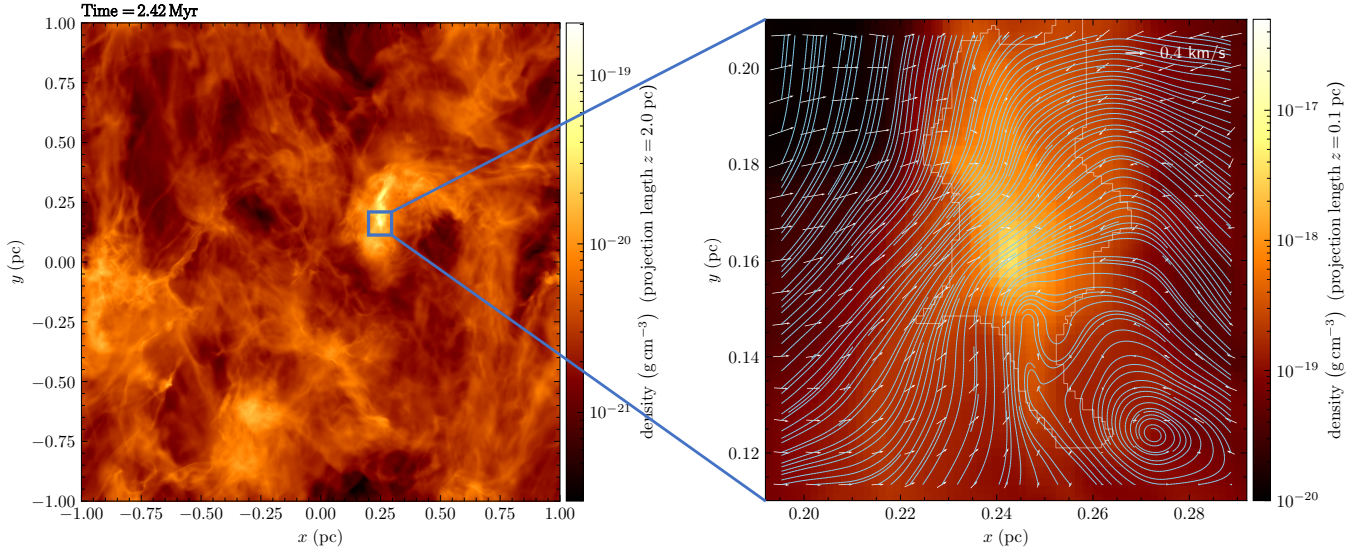 Time = 2.42 Myr
1.00
0.75
0.50
0.25
0.00
−0.25
−0.50
−0.75
−1.00
y (pc)
−1.00 −0.75 −0.50 −0.25 0.00 0.25 0.50 0.75 1.00
x (pc)
10^−19
10^−20
10^−21
density (g cm^−3) (projection length z = 2.0 pc)
0.4 km/s
0.20
0.18
0.16
0.14
0.12
y (pc)
0.20 0.22 0.24 0.26 0.28
x (pc)
10^−17
10^−18
10^−19
10^−20
density (g cm^−3) (projection length z = 0.1 pc)